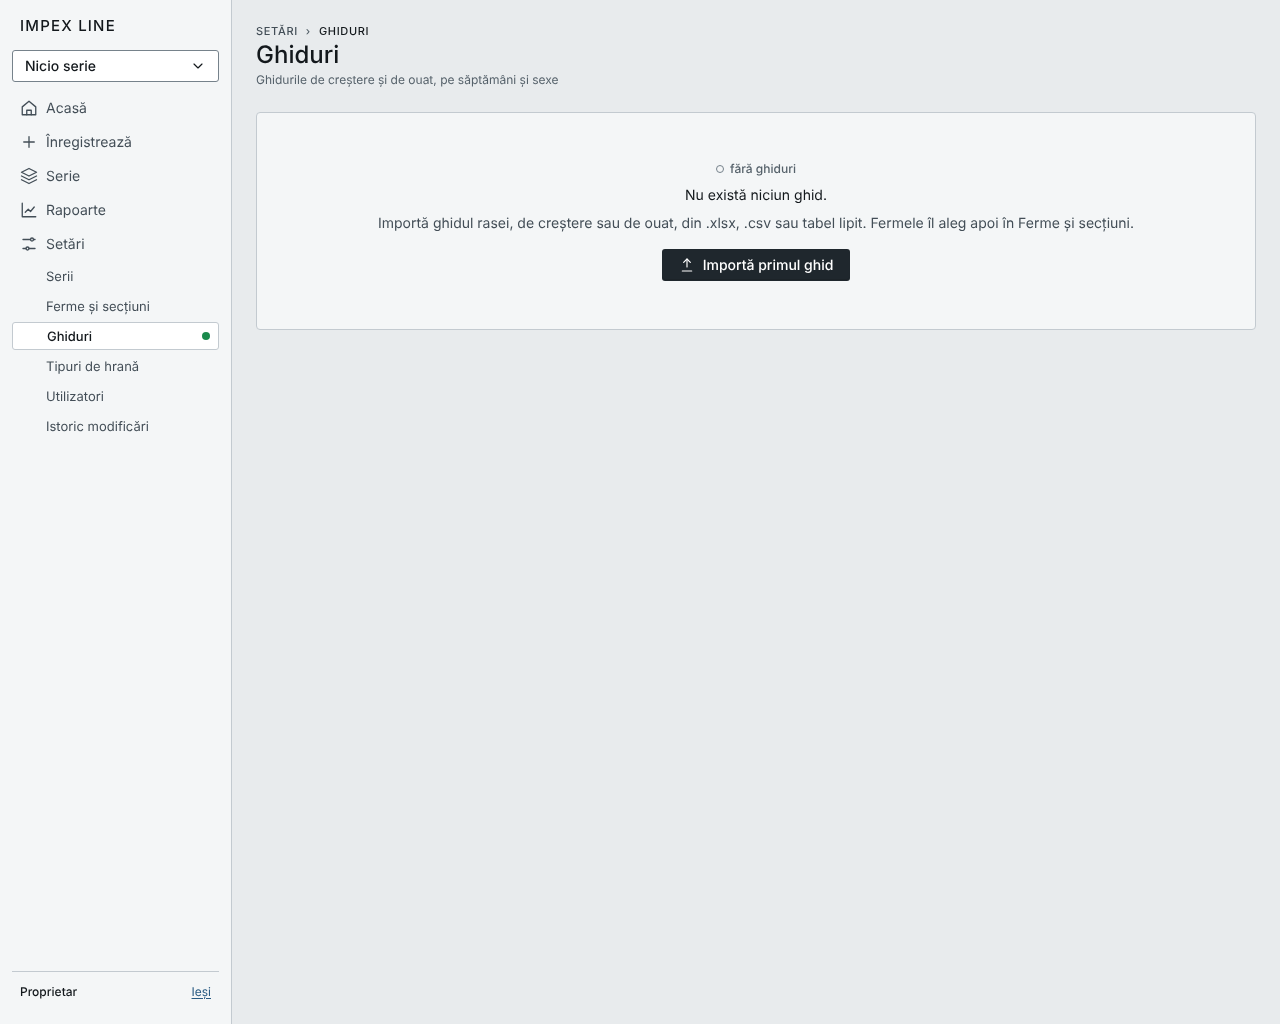 IMPEX LINE
Nicio serie
Acasă
Înregistrează
Serie
Rapoarte
Setări
Serii
Ferme și secțiuni
Ghiduri
Tipuri de hrană
Utilizatori
Istoric modificări
Proprietar
Ieși
SETĂRI › GHIDURI
Ghiduri
Ghidurile de creștere și de ouat, pe săptămâni și sexe
fără ghiduri
Nu există niciun ghid.
Importă ghidul rasei, de creștere sau de ouat, din .xlsx, .csv sau tabel lipit. Fermele îl aleg apoi în Ferme și secțiuni.
Importă primul ghid